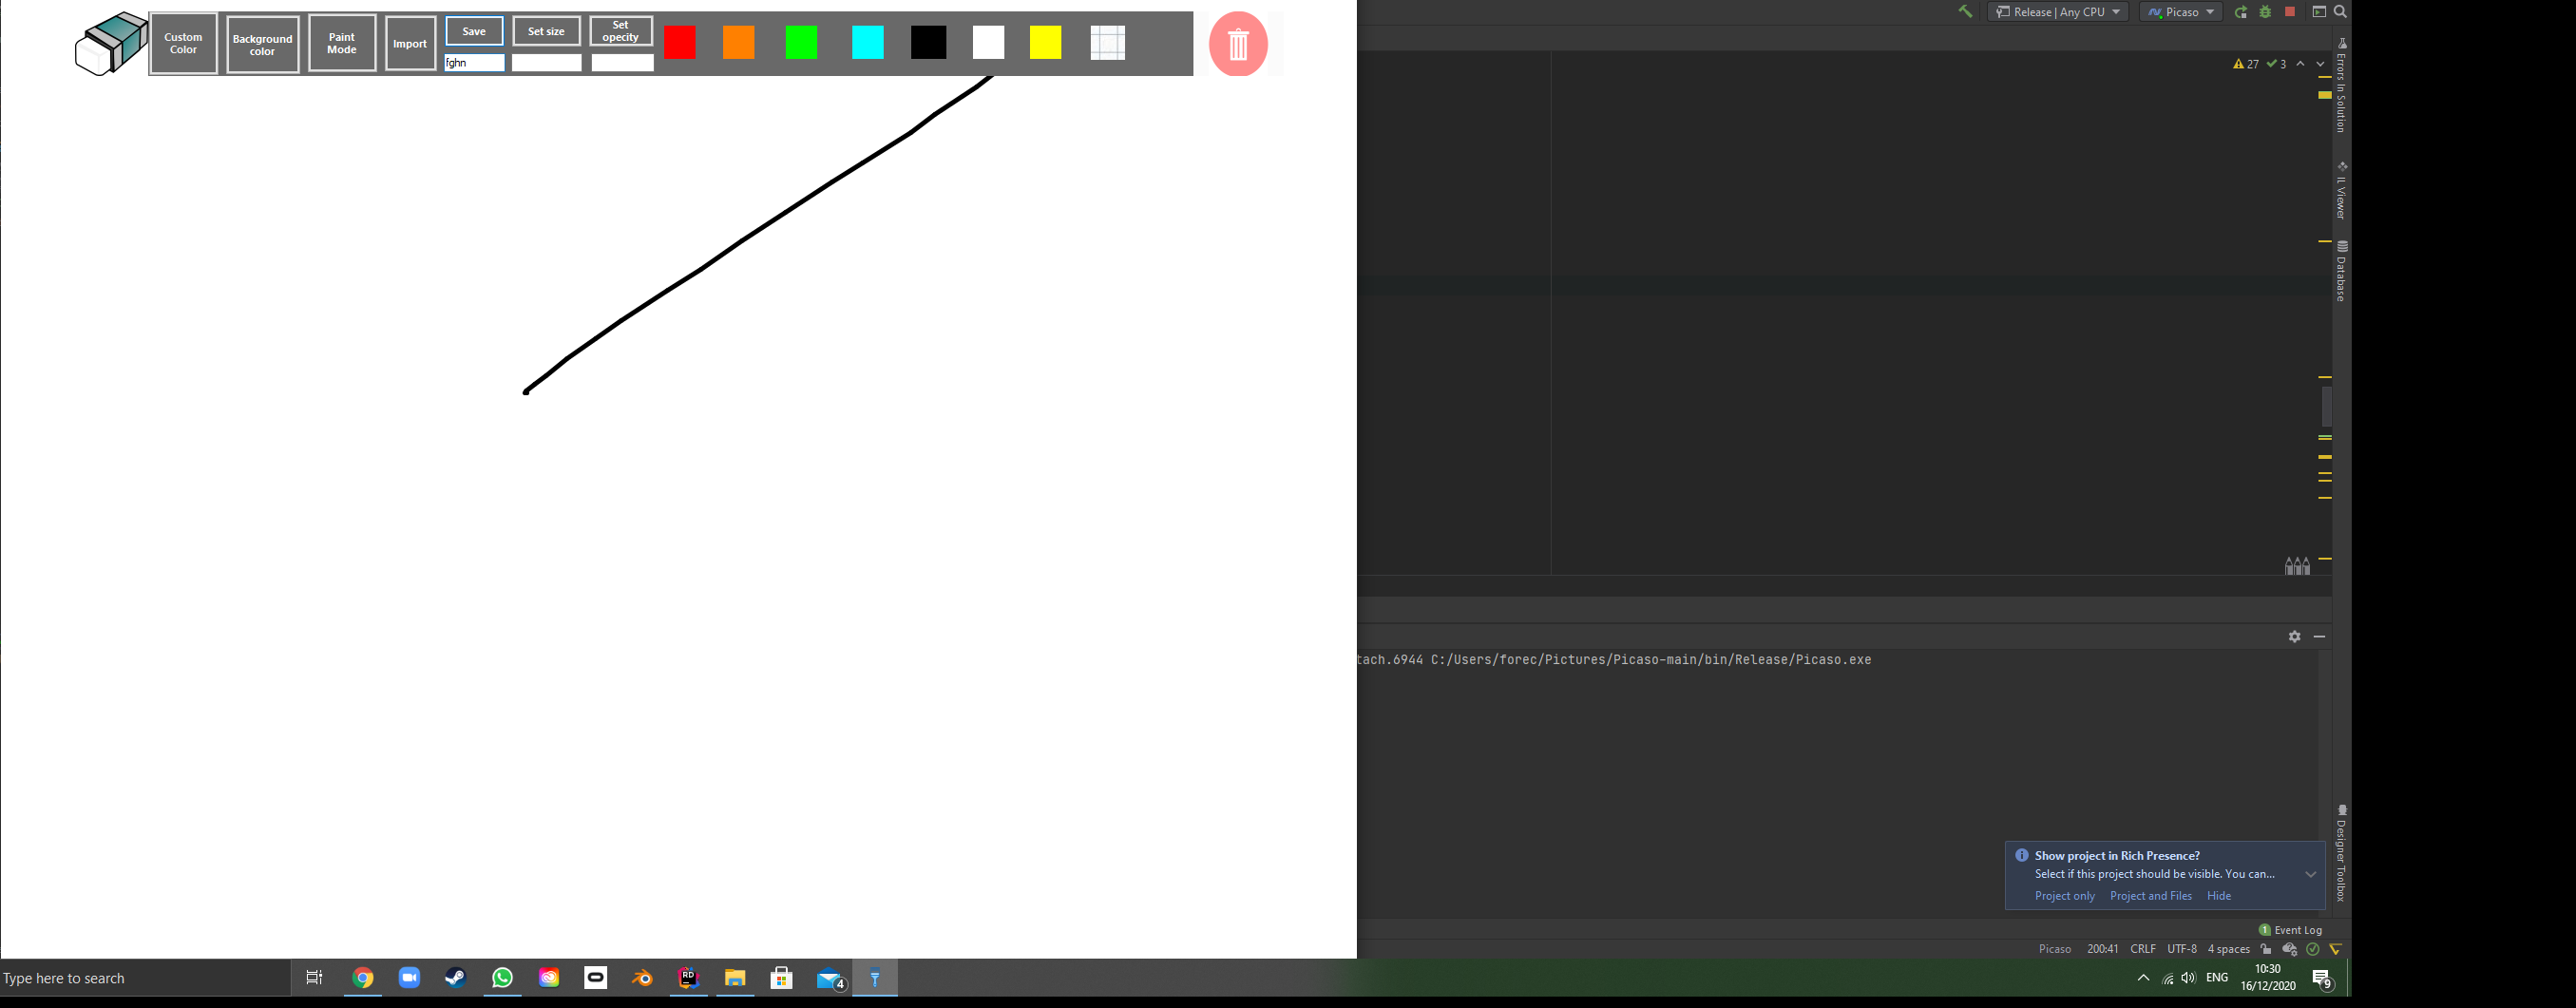 Custom
Color
Background
color
Paint
Mode
Import
Save
Set size
Set
opecity
fghn
Release | Any CPU
Picaso
27
3
Errors In Solution
IL Viewer
Database
tach.6944 C:/Users/forec/Pictures/Picaso-main/bin/Release/Picaso.exe
Designer Toolbox
Show project in Rich Presence?
Select if this project should be visible. You can...
Project only Project and Files Hide
1 Event Log
Picaso 200:41 CRLF UTF-8 4 spaces
Type here to search
RD
4
ENG
10:30
16/12/2020
9